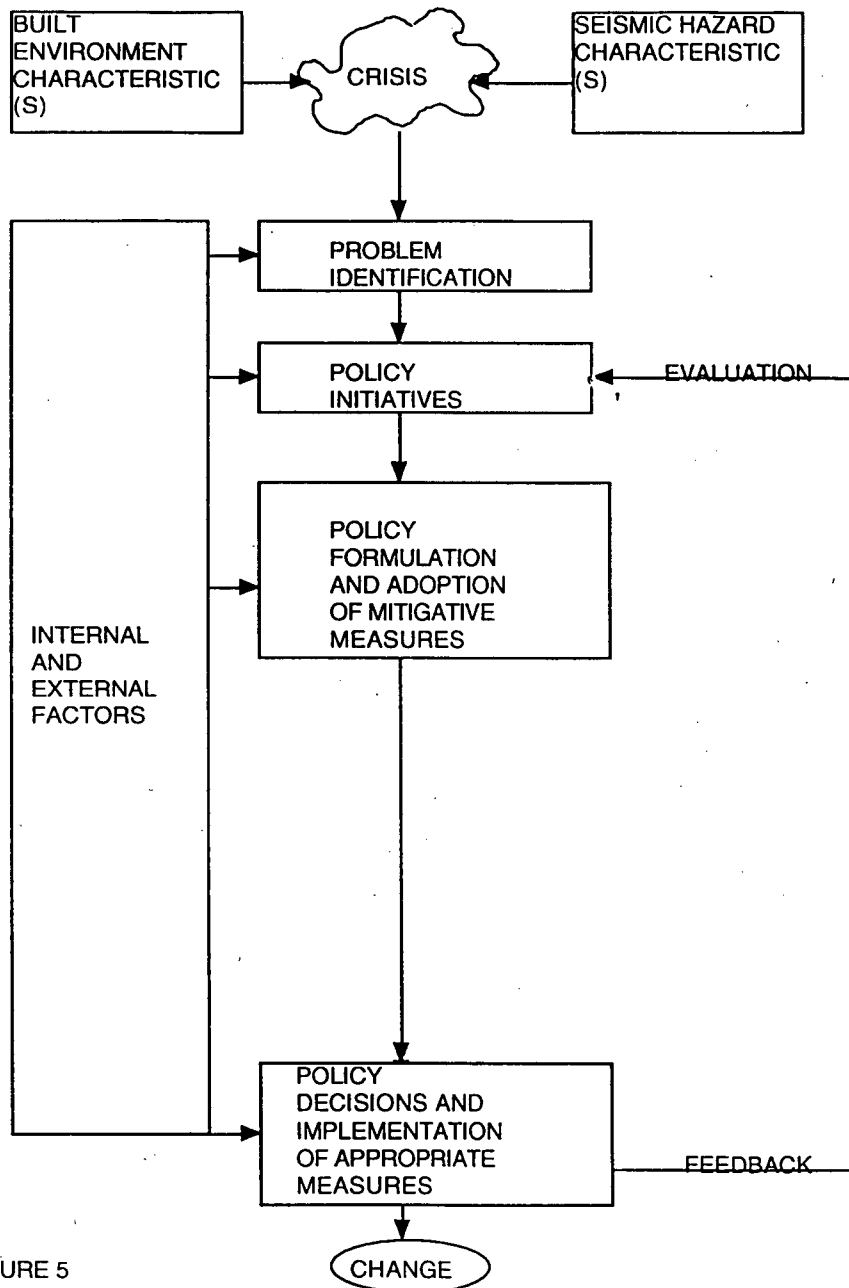 BUILT
ENVIRONMENT
CHARACTERISTIC
(S)
CRISIS
SEISMIC HAZARD
CHARACTERISTIC
(S)
PROBLEM
IDENTIFICATION
POLICY
INITIATIVES
EVALUATION
POLICY
FORMULATION
AND ADOPTION
OF MITIGATIVE
MEASURES
INTERNAL
AND
EXTERNAL
FACTORS
POLICY
DECISIONS AND
IMPLEMENTATION
OF APPROPRIATE
MEASURES
FEEDBACK
CHANGE
URE 5